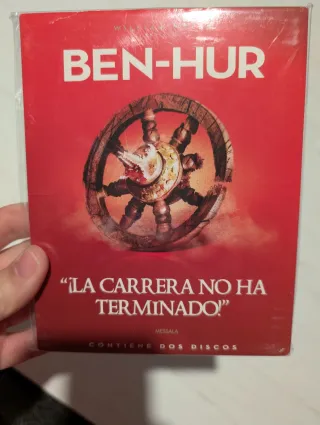 BEN-HUR
“¡LA CARRERA NO HA
TERMINADO!”
MESSALA
CONTIENE DOS DISCOS